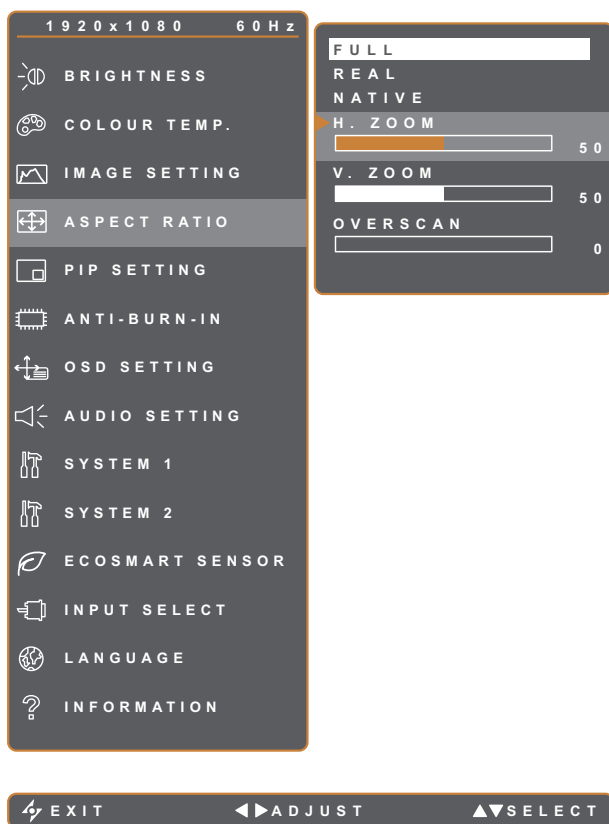 1920x1080 60Hz
BRIGHTNESS
COLOUR TEMP.
IMAGE SETTING
ASPECT RATIO
PIP SETTING
ANTI-BURN-IN
OSD SETTING
AUDIO SETTING
SYSTEM 1
SYSTEM 2
ECOSMART SENSOR
INPUT SELECT
LANGUAGE
INFORMATION
FULL
REAL
NATIVE
H. ZOOM
50
V. ZOOM
50
OVERSCAN
0
EXIT ADJUST SELECT